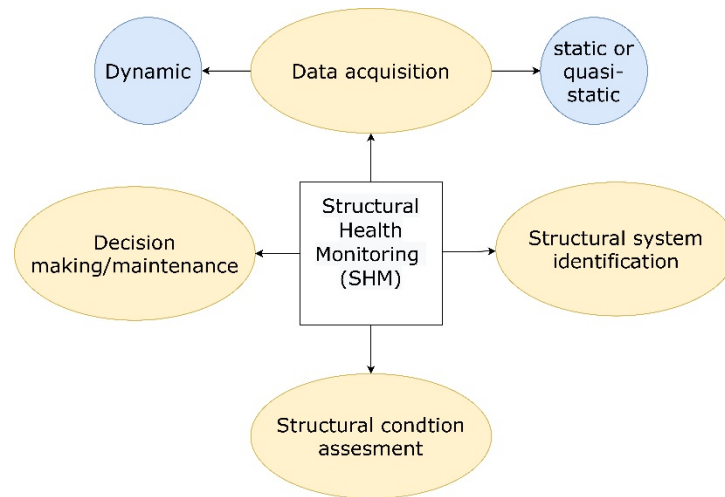 Dynamic
Data acquisition
static or
quasi-
static
Structural
Health
Monitoring
(SHM)
Decision
making/maintenance
Structural system
identification
Structural condtion
assesment